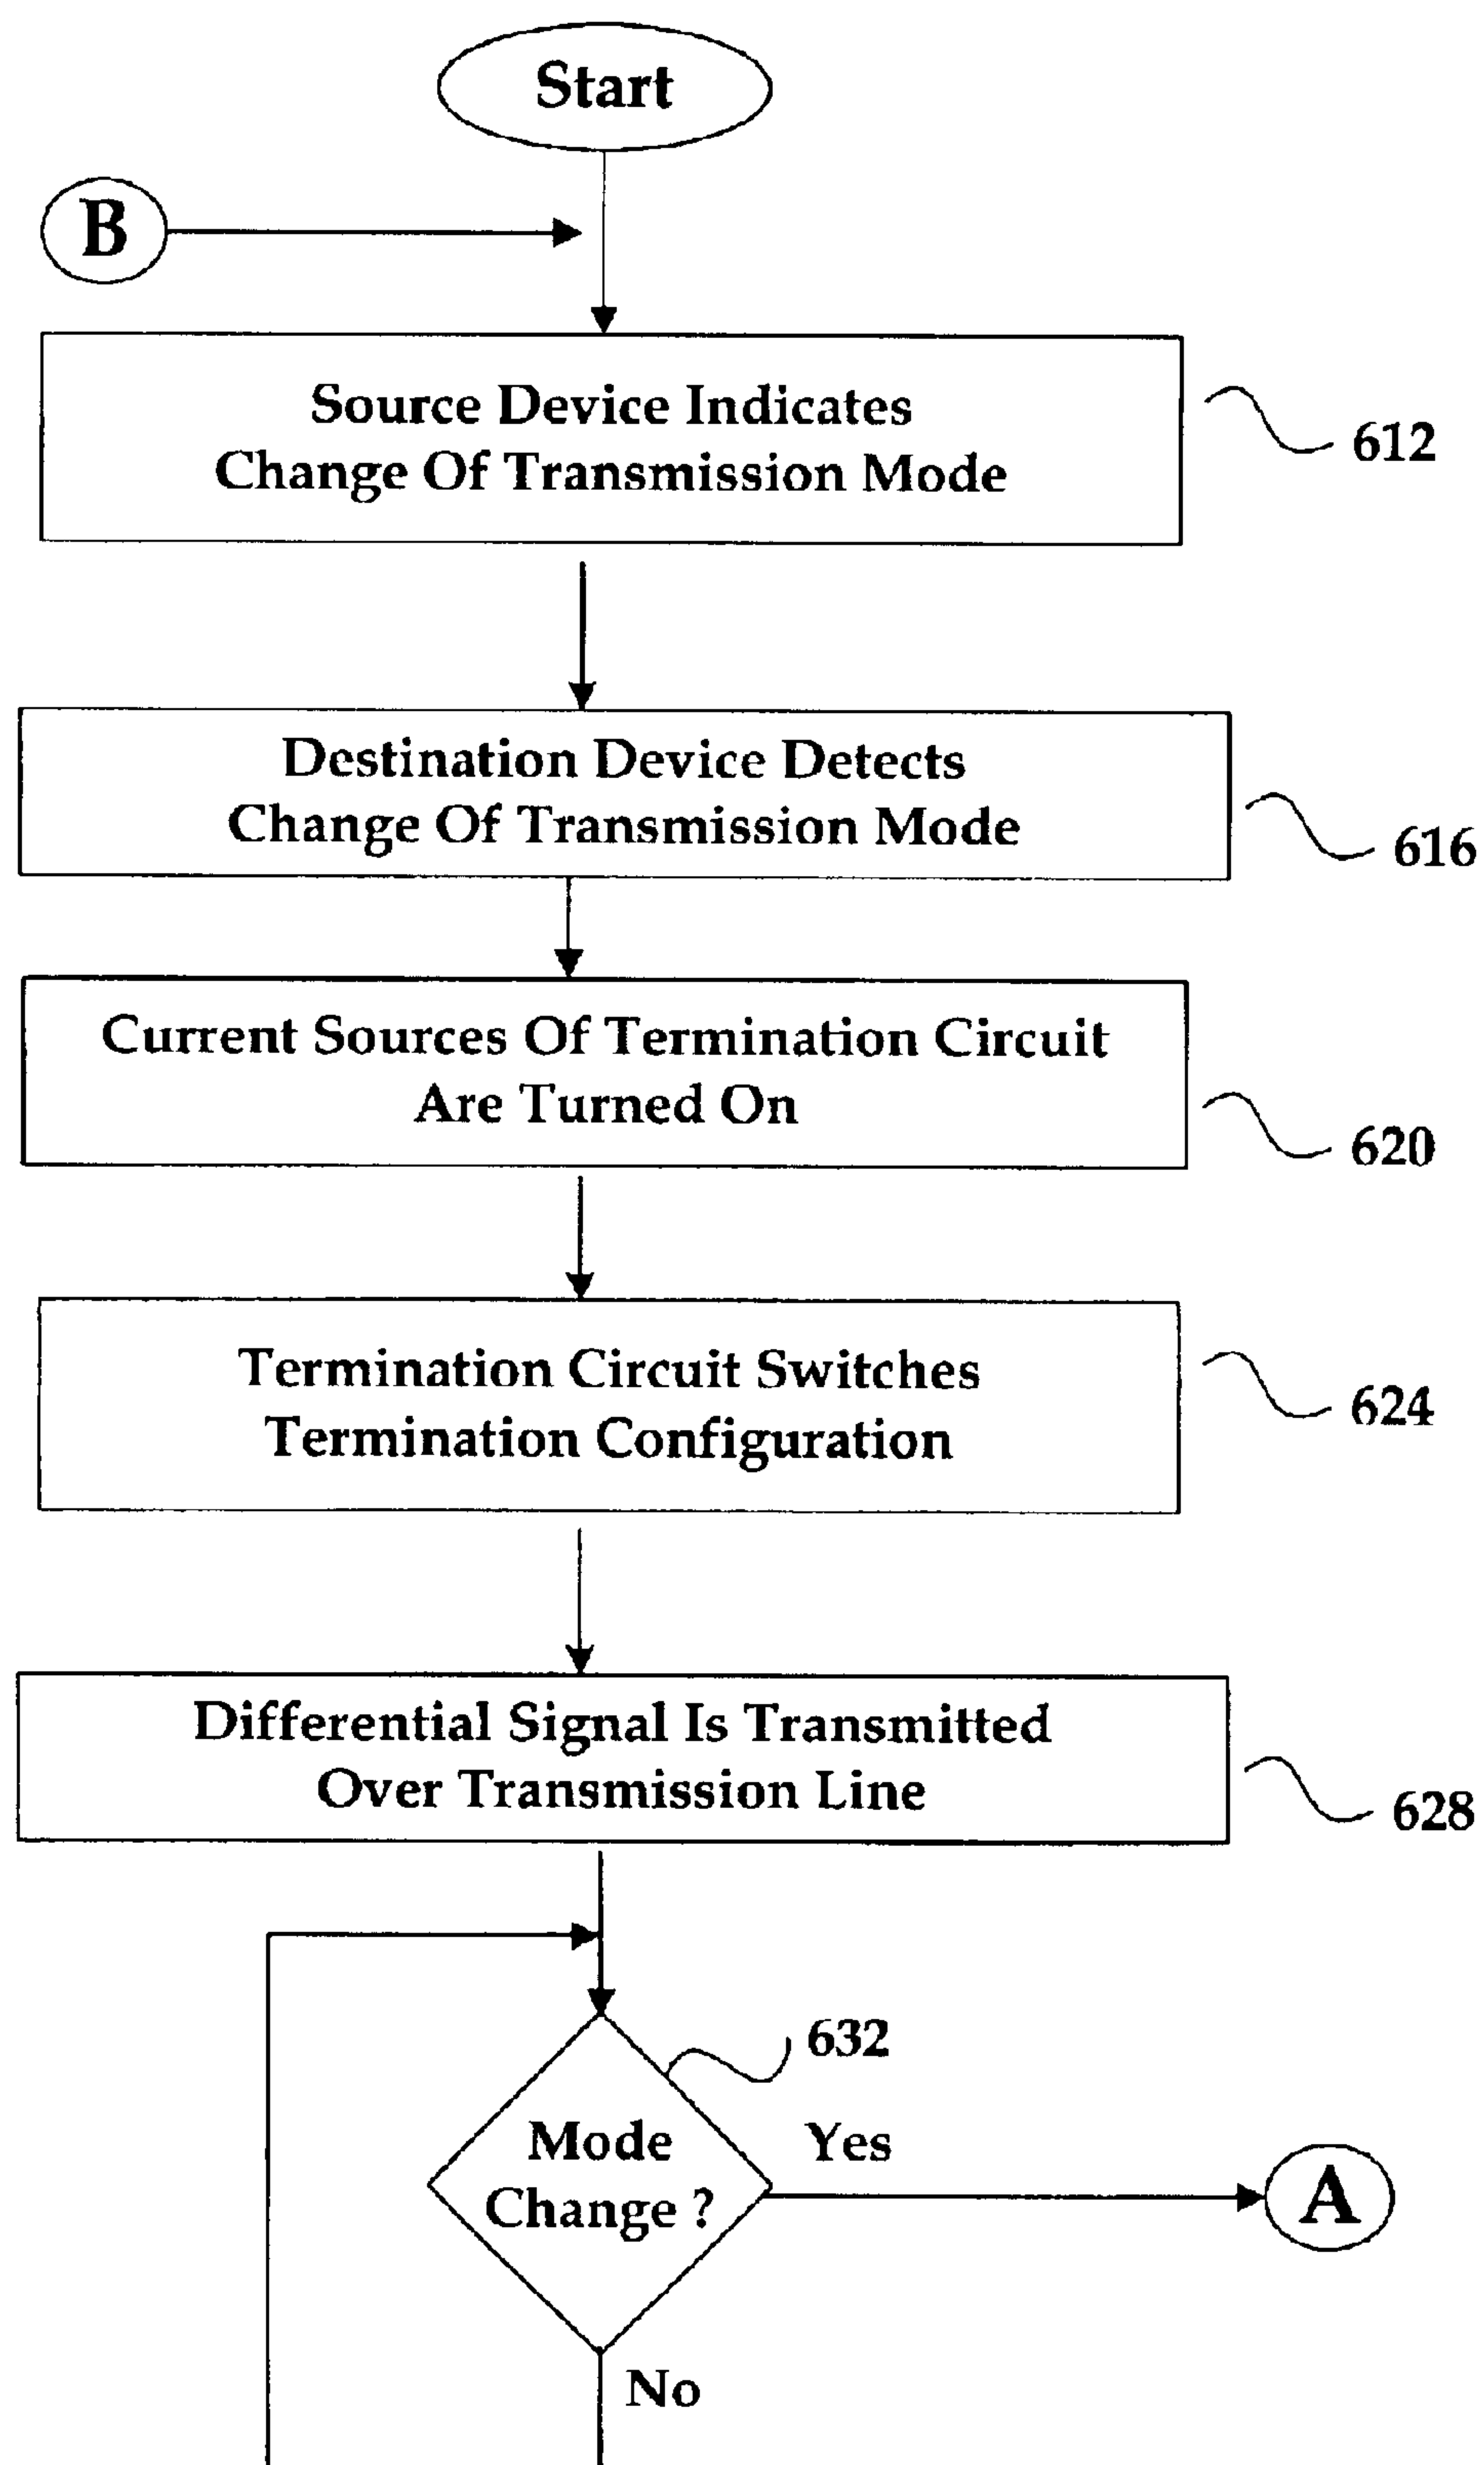 Start
B
Source Device Indicates
Change Of Transmission Mode
612
Destination Device Detects
Change Of Transmission Mode
616
Current Sources Of Termination Circuit
Are Turned On
620
Termination Circuit Switches
Termination Configuration
624
Differential Signal Is Transmitted
Over Transmission Line
628
632
Mode
Change ?
Yes
A
No